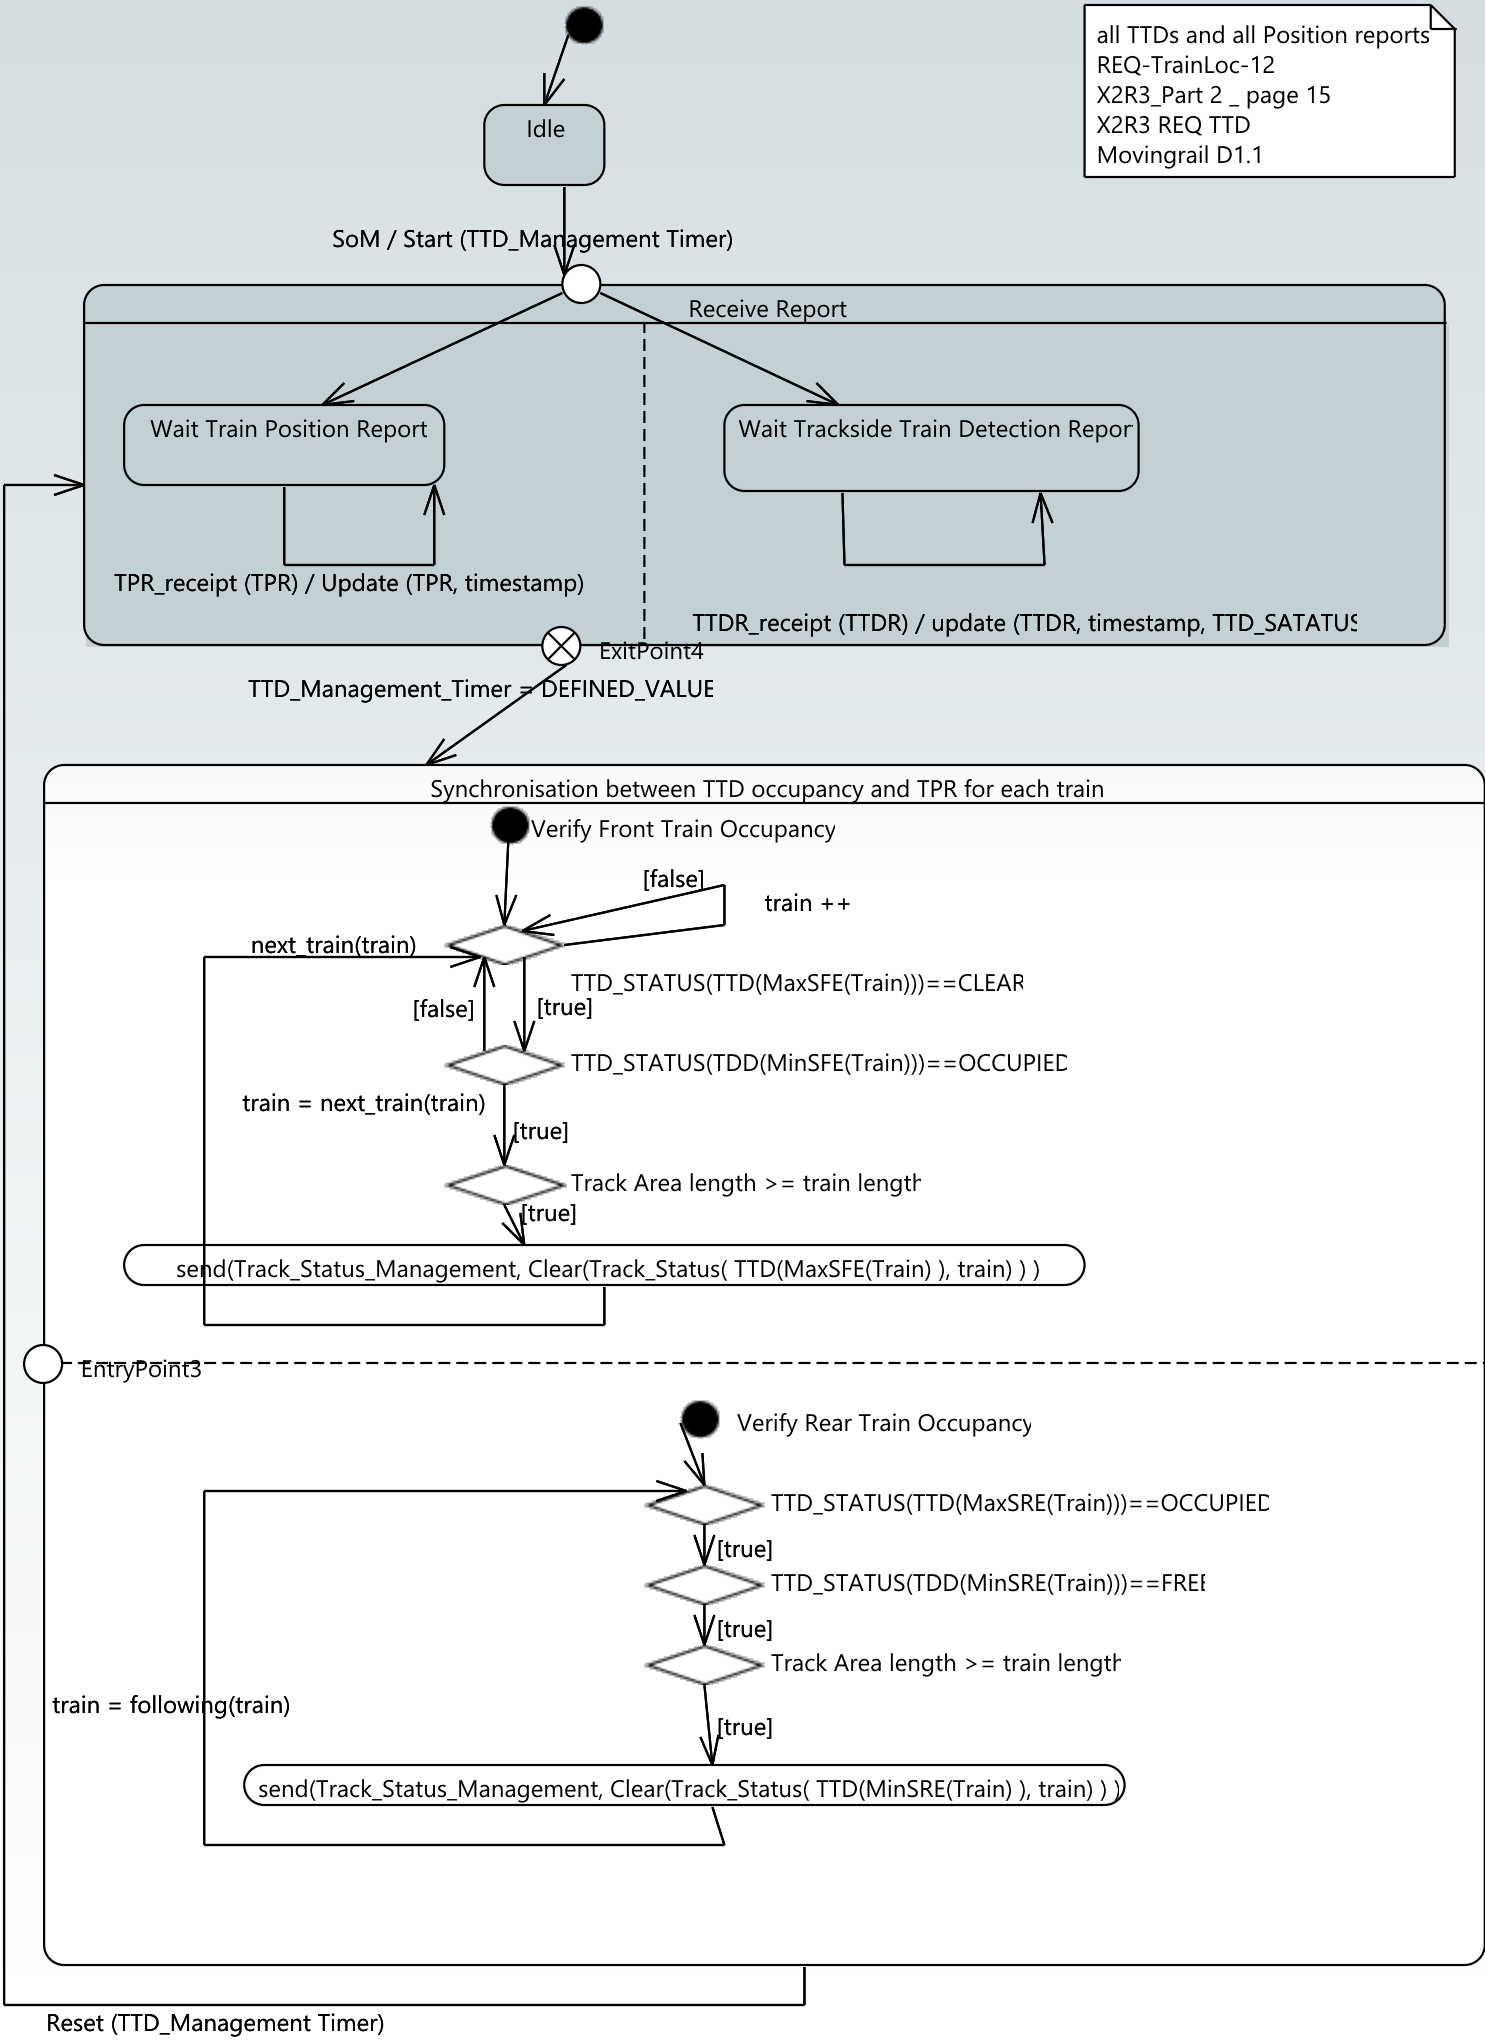 all TTDs and all Position reports
REQ-TrainLoc-12
X2R3_Part 2 _ page 15
X2R3 REQ TTD
Movingrail D1.1
Idle
SoM / Start (TTD_Management Timer)
Receive Report
Wait Train Position Report
Wait Trackside Train Detection Repor
TPR_receipt (TPR) / Update (TPR, timestamp)
TTDR_receipt (TTDR) / update (TTDR, timestamp, TTD_SATATUS
ExitPoint4
TTD_Management_Timer = DEFINED_VALUE
Synchronisation between TTD occupancy and TPR for each train
Verify Front Train Occupancy
[false]
train ++
next_train(train)
TTD_STATUS(TTD(MaxSFE(Train)))==CLEAR
[false]
[true]
TTD_STATUS(TDD(MinSFE(Train)))==OCCUPIED
train = next_train(train)
[true]
Track Area length >= train length
[true]
send(Track_Status_Management, Clear(Track_Status( TTD(MaxSFE(Train) ), train) ) )
EntryPoint3
Verify Rear Train Occupancy
TTD_STATUS(TTD(MaxSRE(Train)))==OCCUPIED
[true]
TTD_STATUS(TDD(MinSRE(Train)))==FREE
[true]
Track Area length >= train length
train = following(train)
[true]
send(Track_Status_Management, Clear(Track_Status( TTD(MinSRE(Train) ), train) ) )
Reset (TTD_Management Timer)